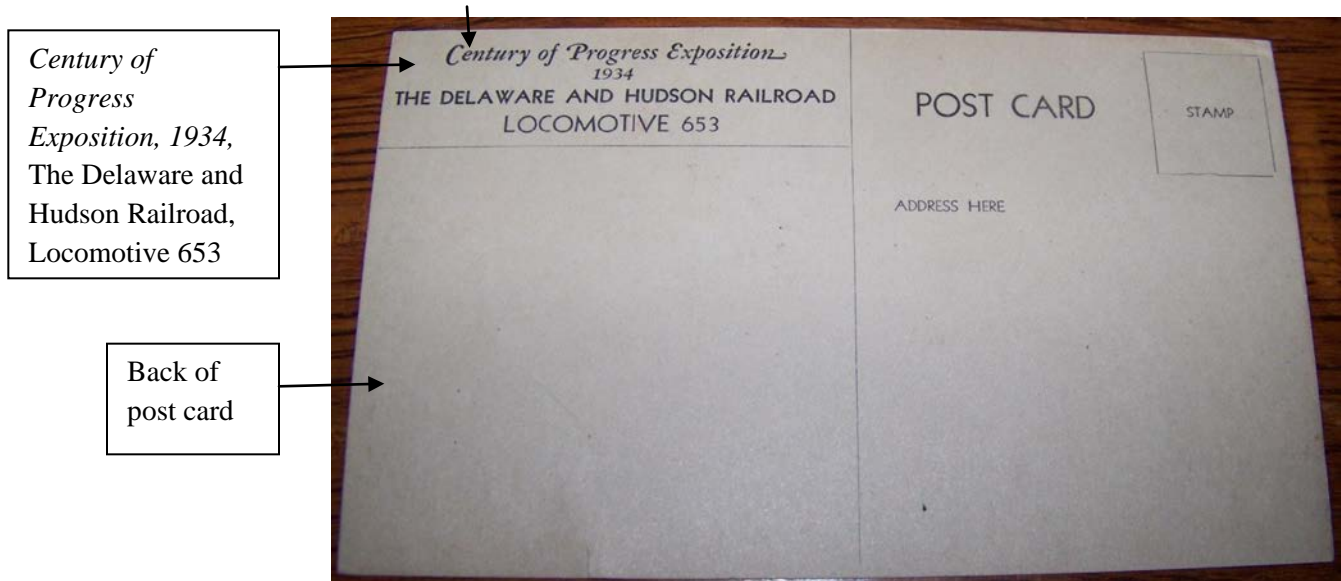 Century of
Progress
Exposition, 1934,
The Delaware and
Hudson Railroad,
Locomotive 653
Back of
post card
Century of Progress Exposition
1934
THE DELAWARE AND HUDSON RAILROAD
LOCOMOTIVE 653
POST CARD
STAMP
ADDRESS HERE